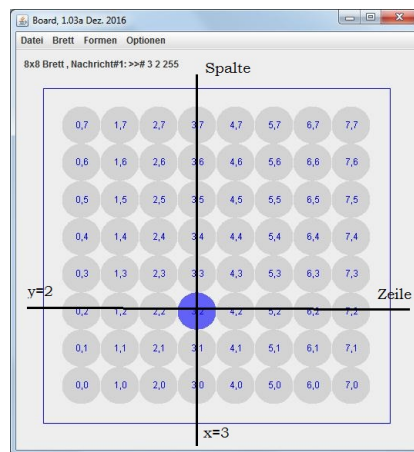 Board, 1.03a Dez. 2016
Datei Brett Formen Optionen
8x8 Brett , Nachricht#1: >># 3 2 255
Spalte
0,7 1,7 2,7 3,7 4,7 5,7 6,7 7,7
0,6 1,6 2,6 3,6 4,6 5,6 6,6 7,6
0,5 1,5 2,5 3,5 4,5 5,5 6,5 7,5
0,4 1,4 2,4 3,4 4,4 5,4 6,4 7,4
0,3 1,3 2,3 3,3 4,3 5,3 6,3 7,3
y=2 Zeile
0,2 1,2 2,2 3,2 4,2 5,2 6,2 7,2
0,1 1,1 2,1 3,1 4,1 5,1 6,1 7,1
0,0 1,0 2,0 3,0 4,0 5,0 6,0 7,0
x=3